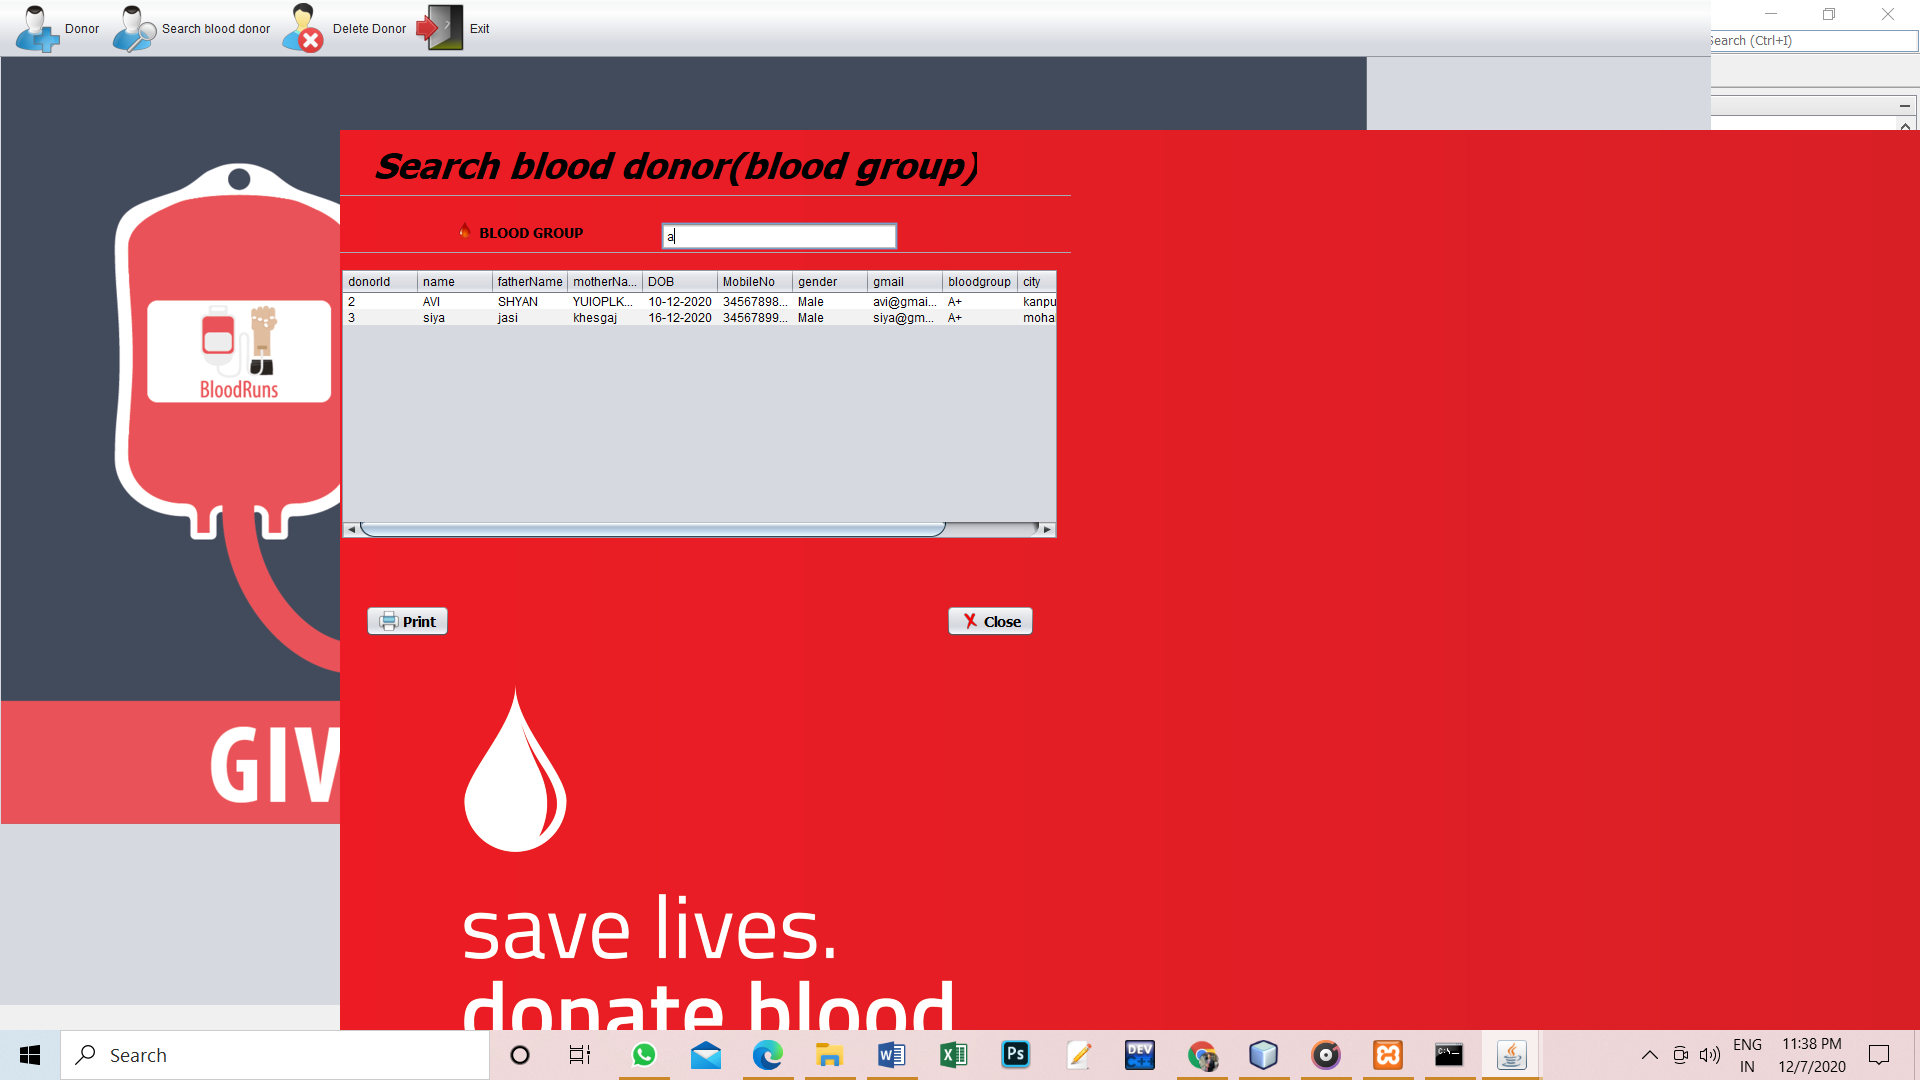 Donor
Search blood donor
Delete Donor
Exit
Search (Ctrl+I)
Search blood donor(blood group)
BLOOD GROUP
a
donorId name fatherName motherNa... DOB MobileNo gender gmail bloodgroup city
2 AVI SHYAN YUIOPLK... 10-12-2020 34567898... Male avi@gmai... A+ kanpu
3 siya jasi khesgaj 16-12-2020 34567899... Male siya@gm... A+ moha
BloodRuns
Print
Close
GIV
save lives.
donate blood
Search
Ps
DEV
C++
C:\_
ENG
IN
11:38 PM
12/7/2020